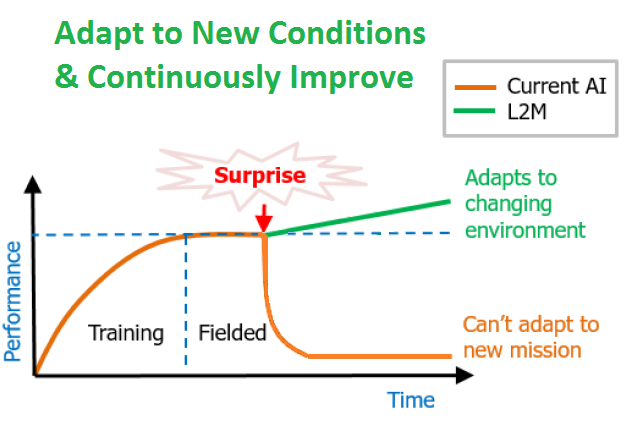 Adapt to New Conditions
& Continuously Improve
Current AI
L2M
Surprise
Adapts to
changing
environment
Performance
Training
Fielded
Can't adapt to
new mission
Time